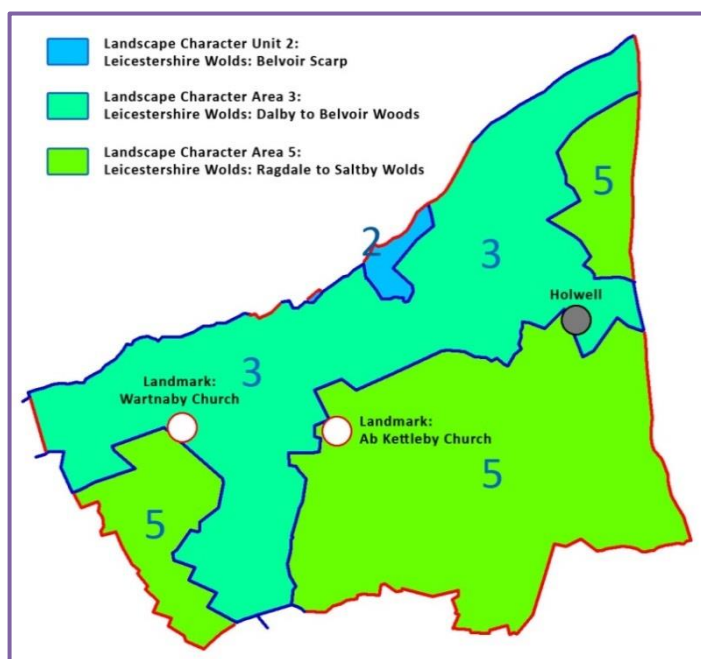 Landscape Character Unit 2:
Leicestershire Wolds: Belvoir Scarp
Landscape Character Area 3:
Leicestershire Wolds: Dalby to Belvoir Woods
Landscape Character Area 5:
Leicestershire Wolds: Ragdale to Saltby Wolds
5
2
3
Holwell
3
Landmark:
Wartnaby Church
Landmark:
Ab Kettleby Church
5
5